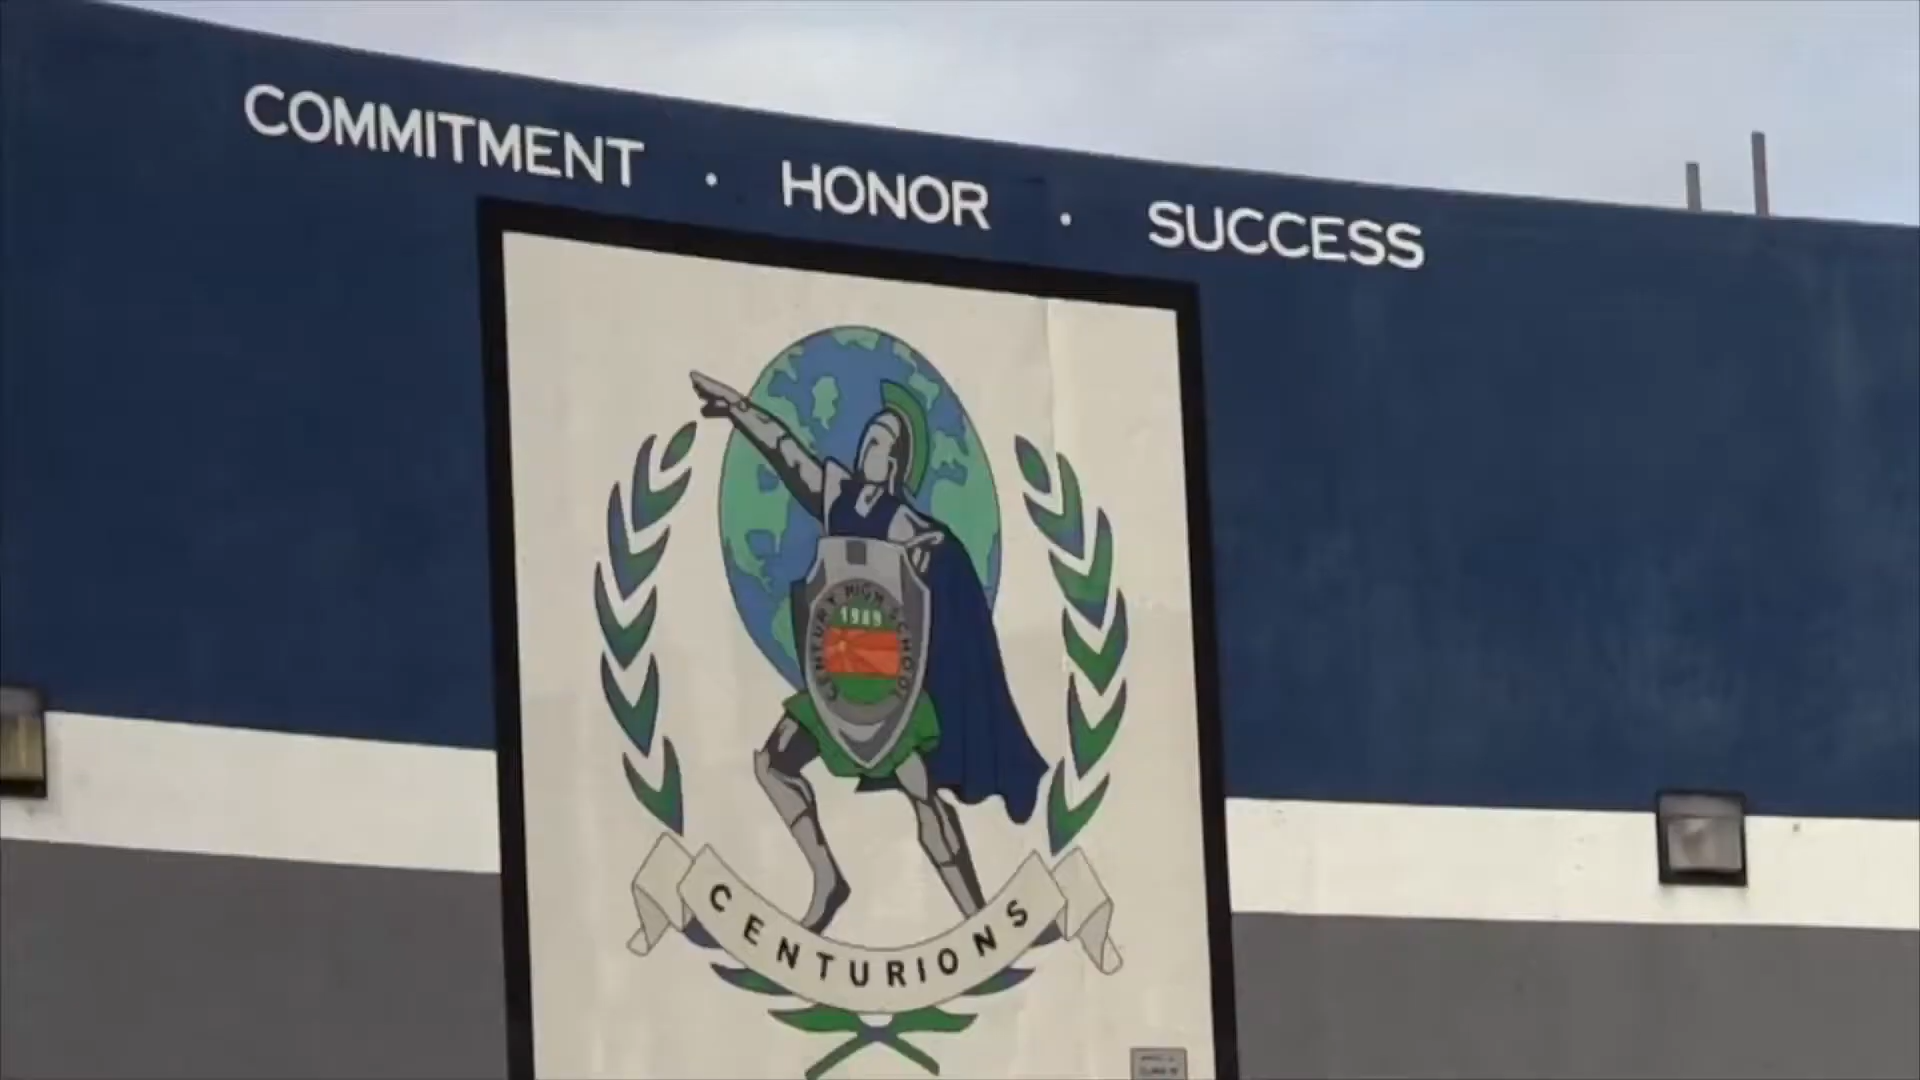 COMMITMENT · HONOR · SUCCESS
CENTURY HIGH SCHOOL
1989
CENTURIONS